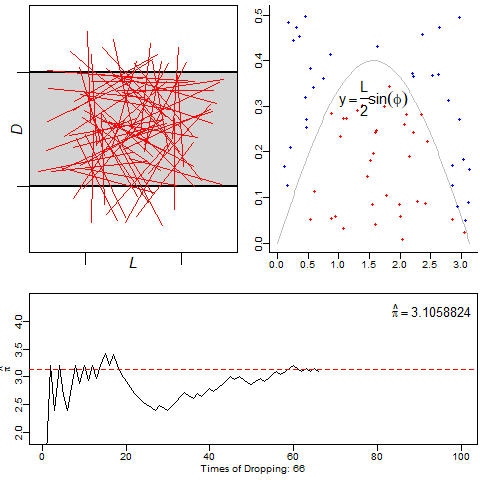 D
L
0.0 0.1 0.2 0.3 0.4 0.5
y = L/2 sin(ϕ)
0.0 0.5 1.0 1.5 2.0 2.5 3.0
π̂ = 3.1058824
π̂
2.0 2.5 3.0 3.5 4.0
0 20 40 60 80 100
Times of Dropping: 66